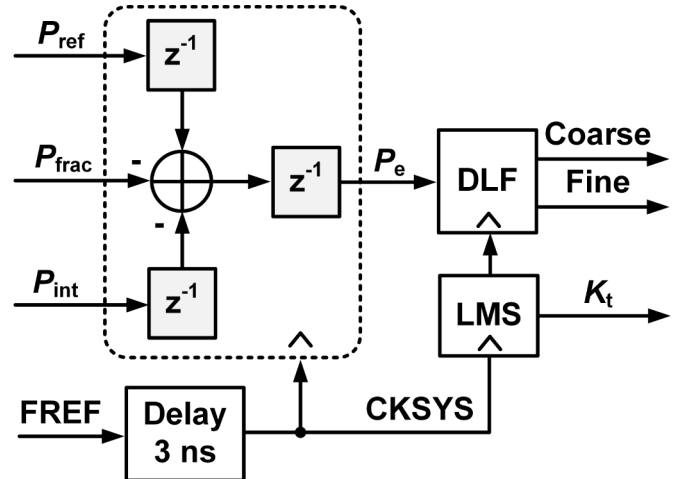 Pref
z-1
Coarse
-
Pfrac
z-1
Pe
DLF
Fine
-
Pint
z-1
LMS
Kt
FREF
Delay
3 ns
CKSYS